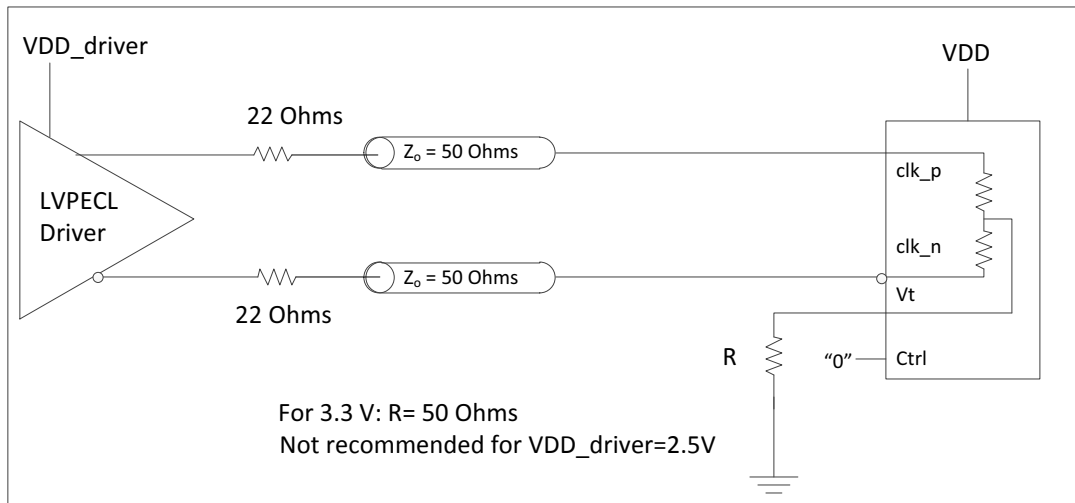 VDD_driver
VDD
22 Ohms
Zo = 50 Ohms
clk_p
LVPECL
Driver
clk_n
Zo = 50 Ohms
Vt
22 Ohms
R
“0”
Ctrl
For 3.3 V: R= 50 Ohms
Not recommended for VDD_driver=2.5V